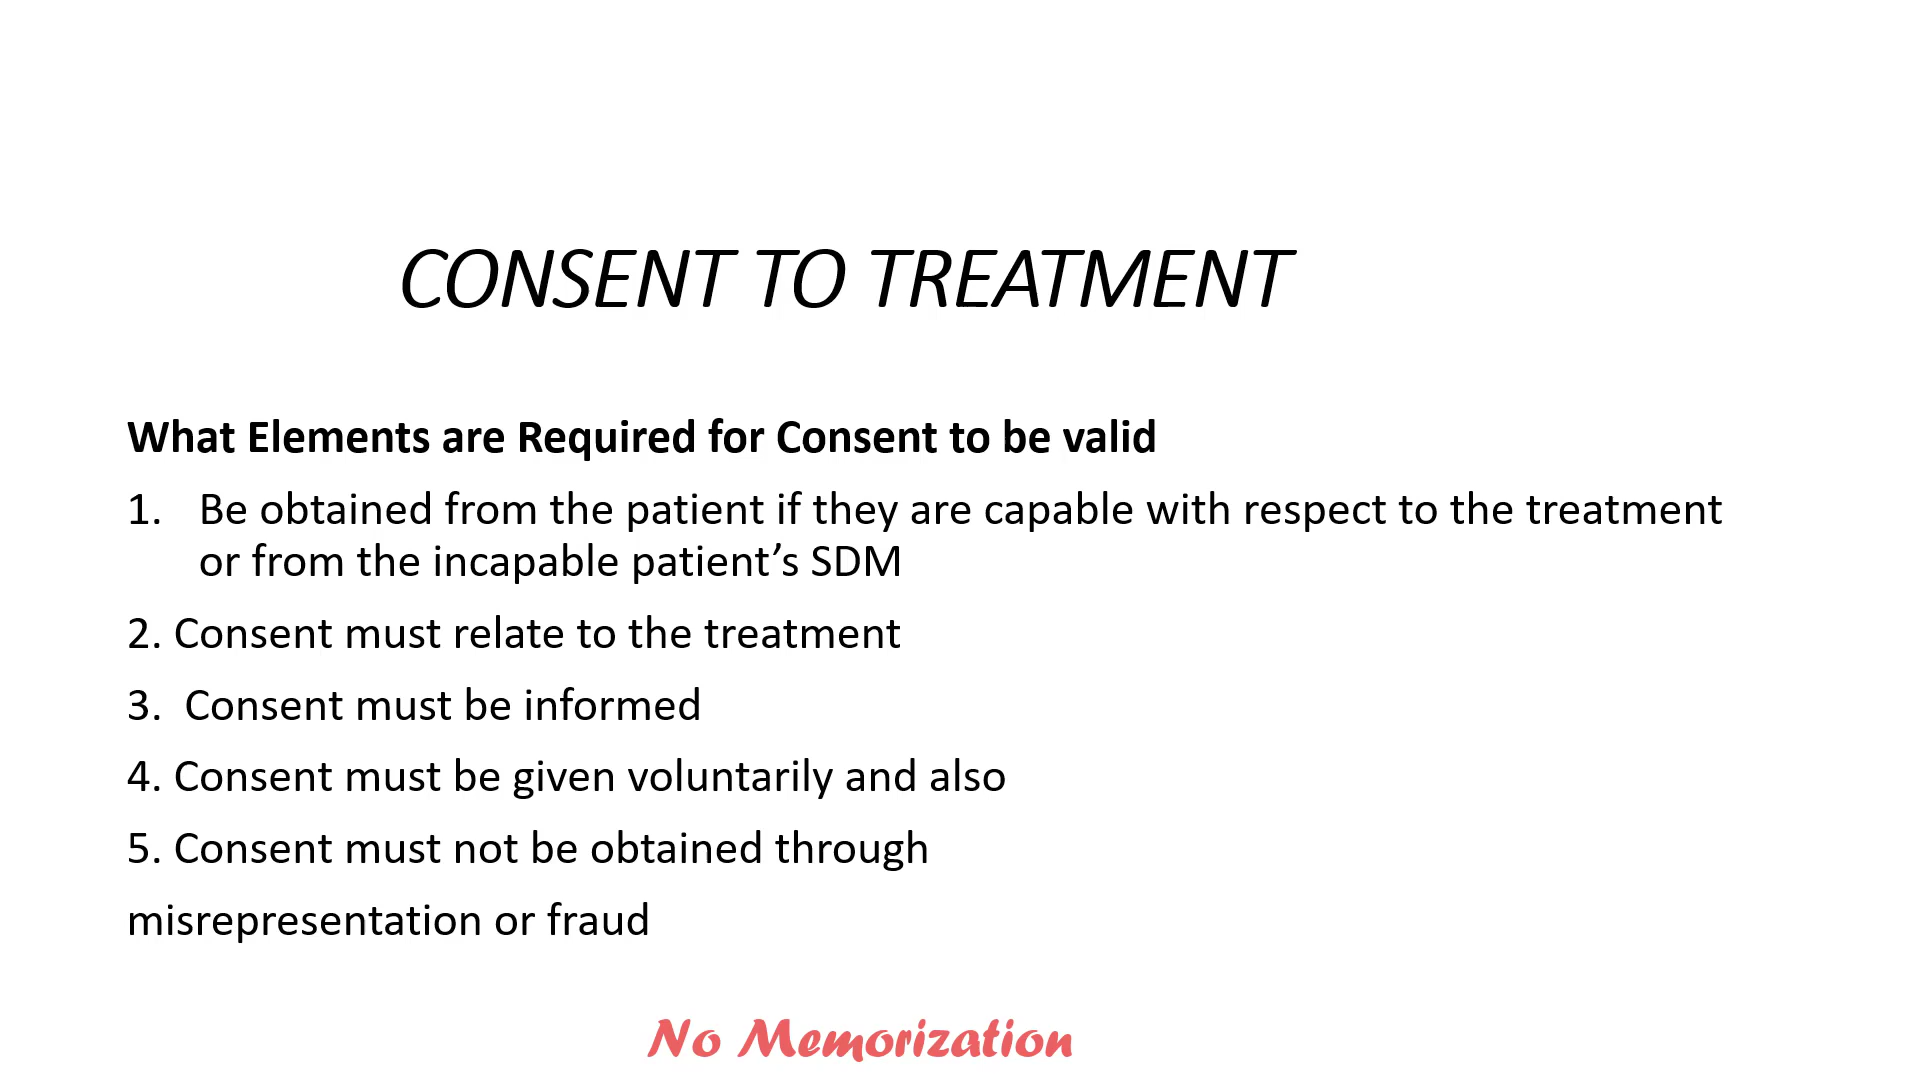 CONSENT TO TREATMENT
What Elements are Required for Consent to be valid
1. Be obtained from the patient if they are capable with respect to the treatment
or from the incapable patient’s SDM
2. Consent must relate to the treatment
3. Consent must be informed
4. Consent must be given voluntarily and also
5. Consent must not be obtained through
misrepresentation or fraud
No Memorization